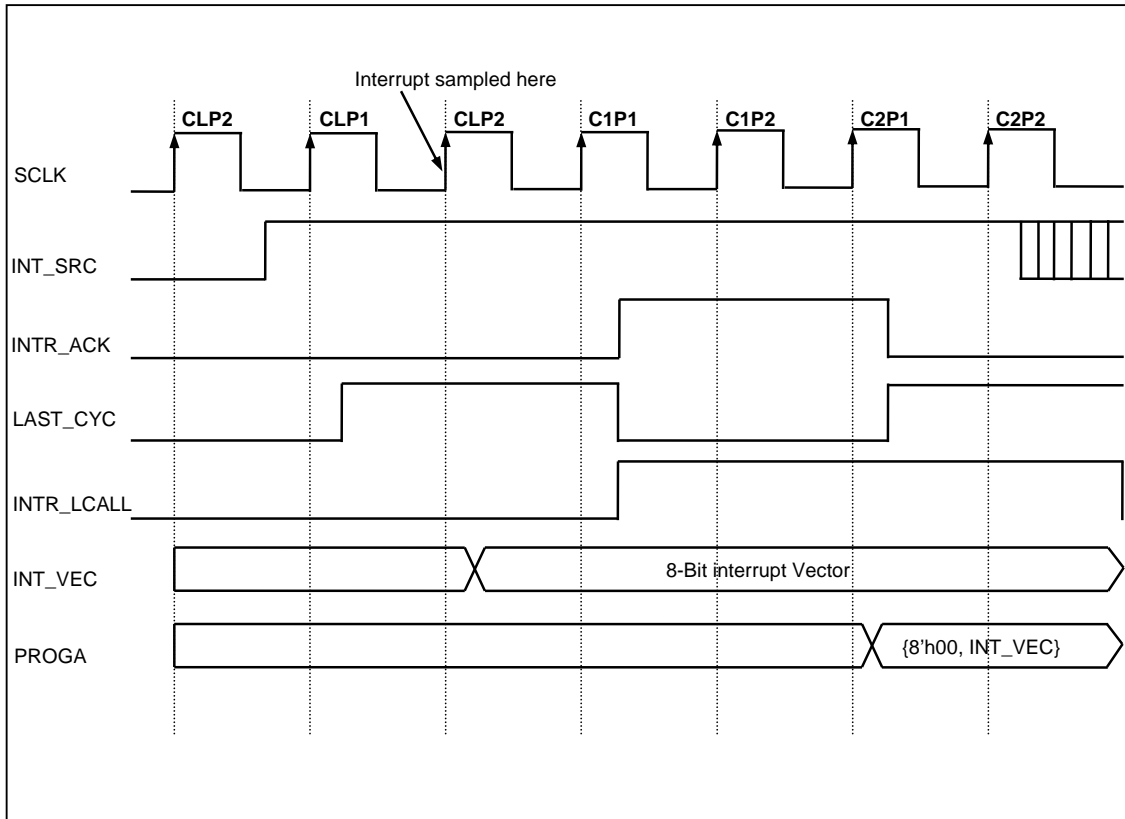 Interrupt sampled here
CLP2 CLP1 CLP2 C1P1 C1P2 C2P1 C2P2
SCLK
INT_SRC
INTR_ACK
LAST_CYC
INTR_LCALL
INT_VEC 8-Bit interrupt Vector
PROGA {8’h00, INT_VEC}